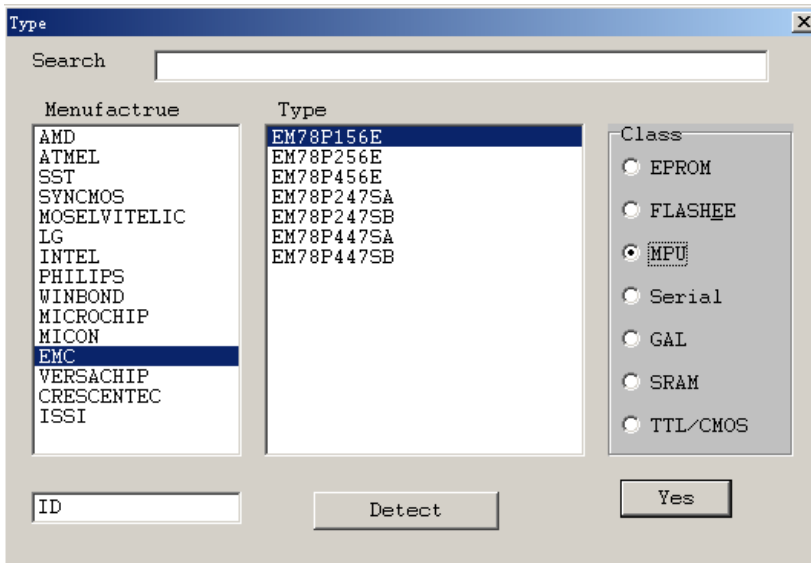 Type
Search
Menufactrue
AMD
ATMEL
SST
SYNCMOS
MOSELVITELIC
LG
INTEL
PHILIPS
WINBOND
MICROCHIP
MICON
EMC
VERSACHIP
CRESCENTEC
ISSI
Type
EM78P156E
EM78P256E
EM78P456E
EM78P247SA
EM78P247SB
EM78P447SA
EM78P447SB
Class
EPROM
FLASHEE
MPU
Serial
GAL
SRAM
TTL/CMOS
ID
Detect
Yes